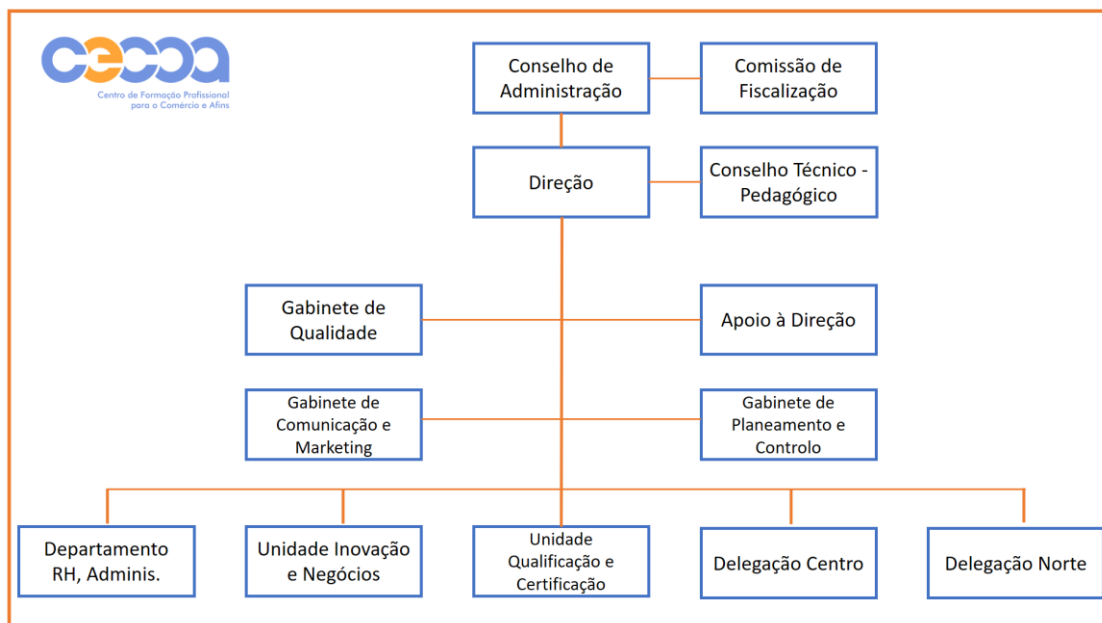 cecoa
Centro de Formação Profissional
para o Comércio e Afins
Conselho de
Administração
Comissão de
Fiscalização
Direção
Conselho Técnico -
Pedagógico
Gabinete de
Qualidade
Apoio à Direção
Gabinete de
Comunicação e
Marketing
Gabinete de
Planeamento e
Controlo
Departamento
RH, Adminis.
Unidade Inovação
e Negócios
Unidade
Qualificação e
Certificação
Delegação Centro
Delegação Norte